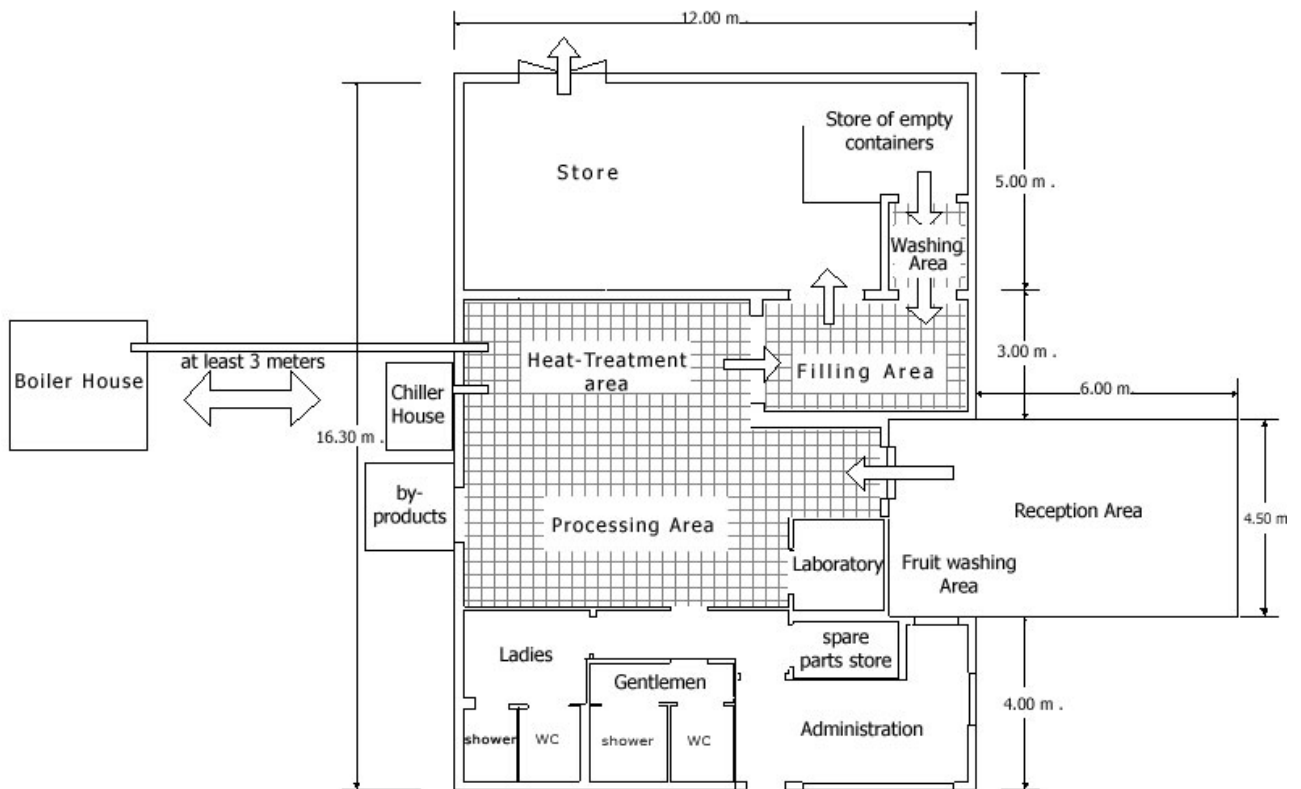 12.00 m .
Store of empty
containers
Store
5.00 m .
Washing
Area
Boiler House
at least 3 meters
Chiller
House
Heat-Treatment
area
Filling Area
3.00 m .
6.00 m.
16.30 m .
by-
products
Processing Area
Reception Area
4.50 m
Laboratory
Fruit washing
Area
Ladies
spare
parts store
Gentlemen
4.00 m .
Administration
shower
WC
shower
WC